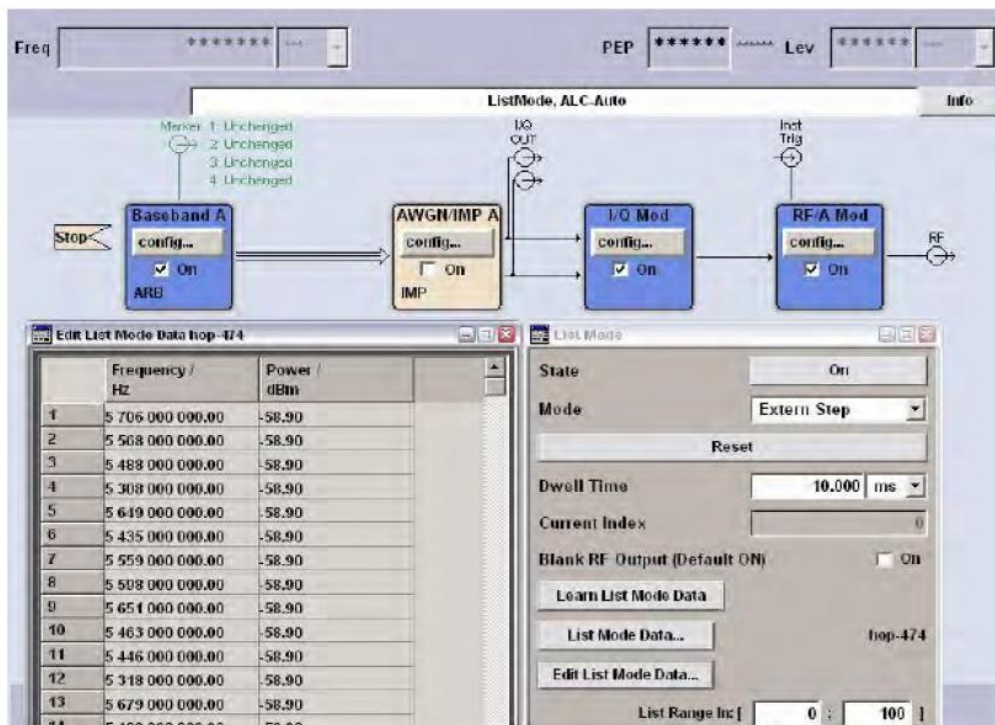 Freq ******* --- PEP ****** ------ Lev ****** ---
ListMode, ALC-Auto Info
Marker 1: Unchanged
2: Unchanged
3: Unchanged
4: Unchanged
I/Q
OUT
Inst
Trig
Stop
Baseband A
config...
On
ARB
AWGN/IMP A
config...
On
IMP
I/Q Mod
config...
On
RF/A Mod
config...
On
RF
Edit List Mode Data hop-474
Frequency / Hz Power / dBm
1 5 706 000 000.00 -58.90
2 5 568 000 000.00 -58.90
3 5 488 000 000.00 -58.90
4 5 308 000 000.00 -58.90
5 5 649 000 000.00 -58.90
6 5 435 000 000.00 -58.90
7 5 559 000 000.00 -58.90
8 5 598 000 000.00 -58.90
9 5 651 000 000.00 -58.90
10 5 463 000 000.00 -58.90
11 5 446 000 000.00 -58.90
12 5 318 000 000.00 -58.90
13 5 679 000 000.00 -58.90
List Mode
State On
Mode Extern Step
Reset
Dwell Time 10.000 ms
Current Index 0
Blank RF Output (Default ON) On
Learn List Mode Data
List Mode Data... hop-474
Edit List Mode Data...
List Range In: [ 0 : 100 ]